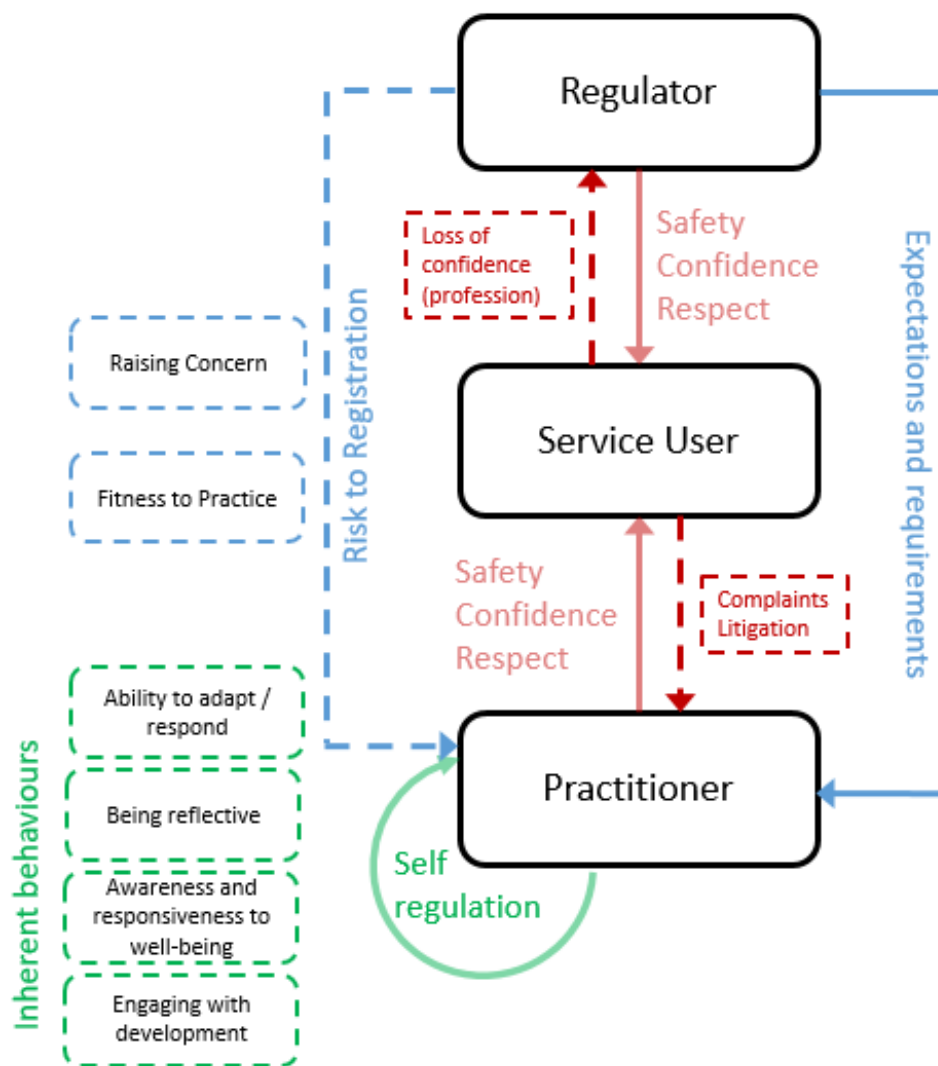 Regulator
Loss of
confidence
(profession)
Safety
Confidence
Respect
Expectations and requirements
Risk to Registration
Raising Concern
Service User
Fitness to Practice
Safety
Confidence
Respect
Complaints
Litigation
Inherent behaviours
Ability to adapt /
respond
Being reflective
Awareness and
responsiveness to
well-being
Engaging with
development
Practitioner
Self
regulation